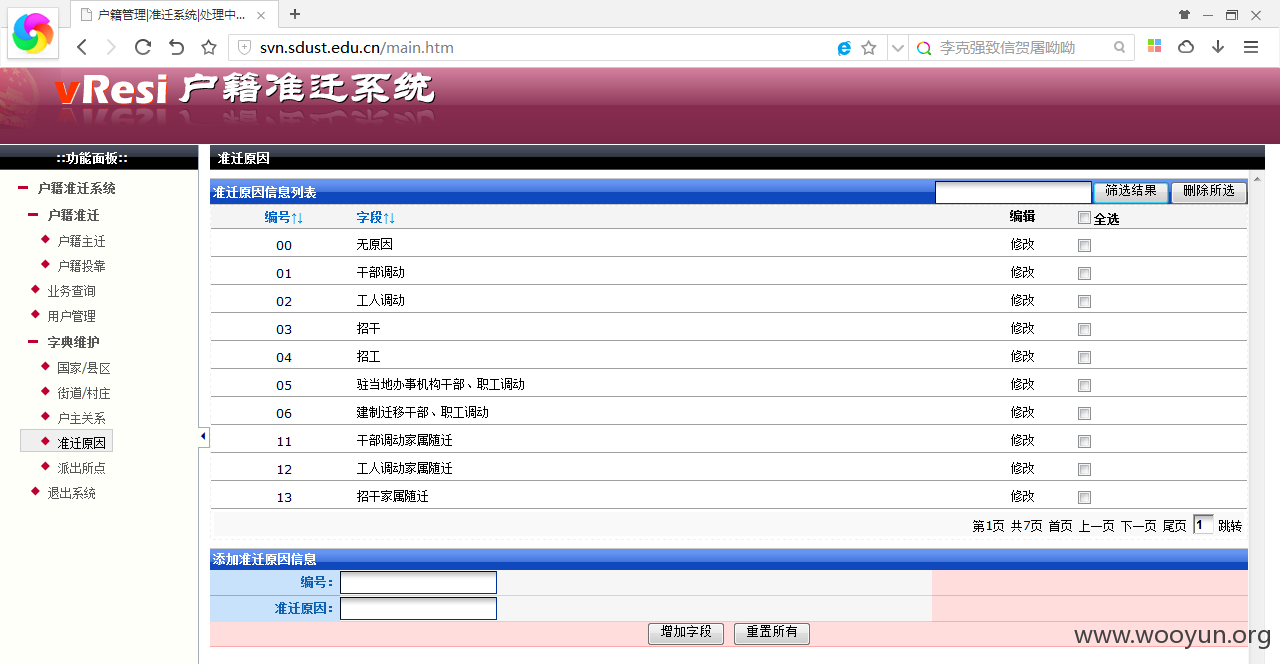 户籍管理|准迁系统|处理中...
svn.sdust.edu.cn/main.htm
李克强致信贺屠呦呦
vResi 户籍准迁系统
::功能面板::
户籍准迁系统
户籍准迁
户籍主迁
户籍投靠
业务查询
用户管理
字典维护
国家/县区
街道/村庄
户主关系
准迁原因
派出所点
退出系统
准迁原因
准迁原因信息列表 筛选结果 删除所选
编号↑↓ 字段↑↓ 编辑 全选
00 无原因 修改
01 干部调动 修改
02 工人调动 修改
03 招干 修改
04 招工 修改
05 驻当地办事机构干部、职工调动 修改
06 建制迁移干部、职工调动 修改
11 干部调动家属随迁 修改
12 工人调动家属随迁 修改
13 招干家属随迁 修改
第1页 共7页 首页 上一页 下一页 尾页 1 跳转
添加准迁原因信息
编号：
准迁原因：
增加字段 重置所有
www.wooyun.org